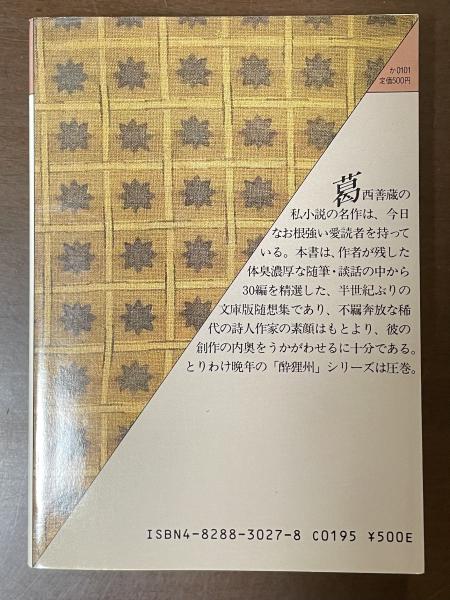 か0101
定価500円
葛西善蔵の
私小説の名作は、今日
なお根強い愛読者を持って
いる。本書は、作者が残した
体臭濃厚な随筆・談話の中から
30編を精選した、半世紀ぶりの
文庫版随想集であり、不羈奔放な稀
代の詩人作家の素顔はもとより、彼の
創作の内奥をうかがわせるに十分である。
とりわけ晩年の「酔狸州」シリーズは圧巻。
ISBN4-8288-3027-8 C0195 ¥500E